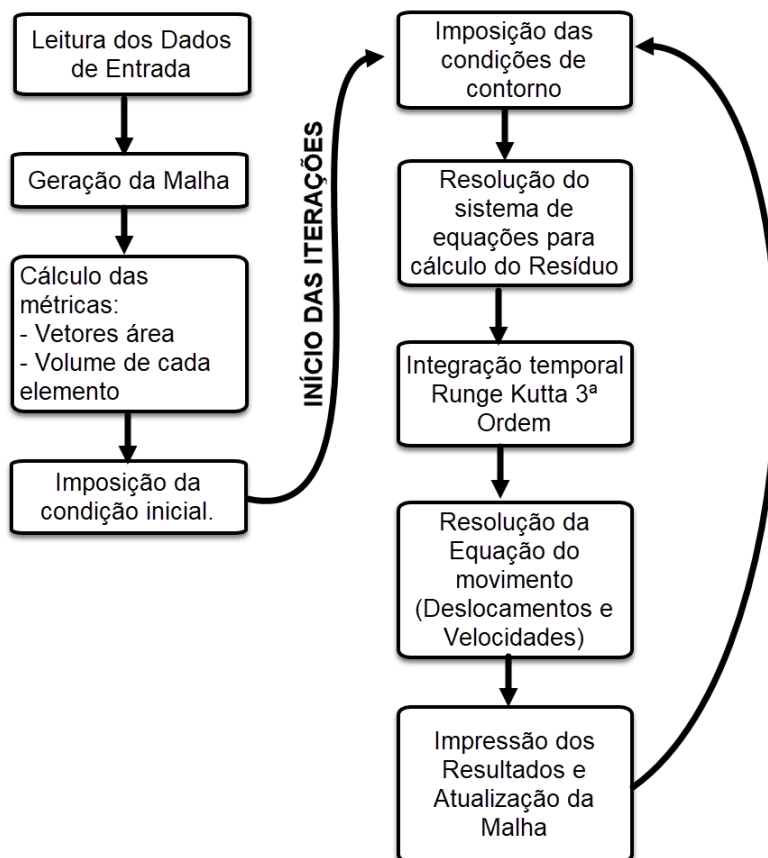 Leitura dos Dados
de Entrada
Geração da Malha
Cálculo das
métricas:
- Vetores área
- Volume de cada
elemento
Imposição da
condição inicial.
INÍCIO DAS ITERAÇÕES
Imposição das
condições de
contorno
Resolução do
sistema de
equações para
cálculo do Resíduo
Integração temporal
Runge Kutta 3ª
Ordem
Resolução da
Equação do
movimento
(Deslocamentos e
Velocidades)
Impressão dos
Resultados e
Atualização da
Malha